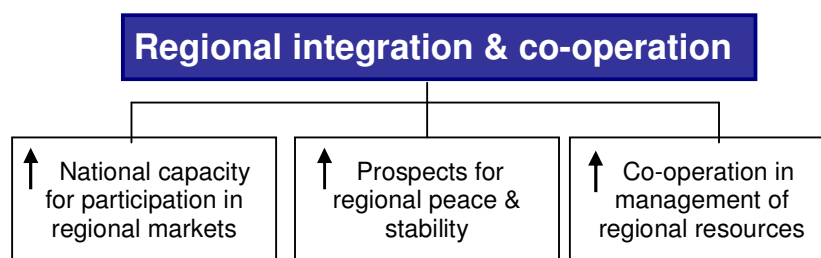 Regional integration & co-operation
National capacity
for participation in
regional markets
Prospects for
regional peace &
stability
Co-operation in
management of
regional resources